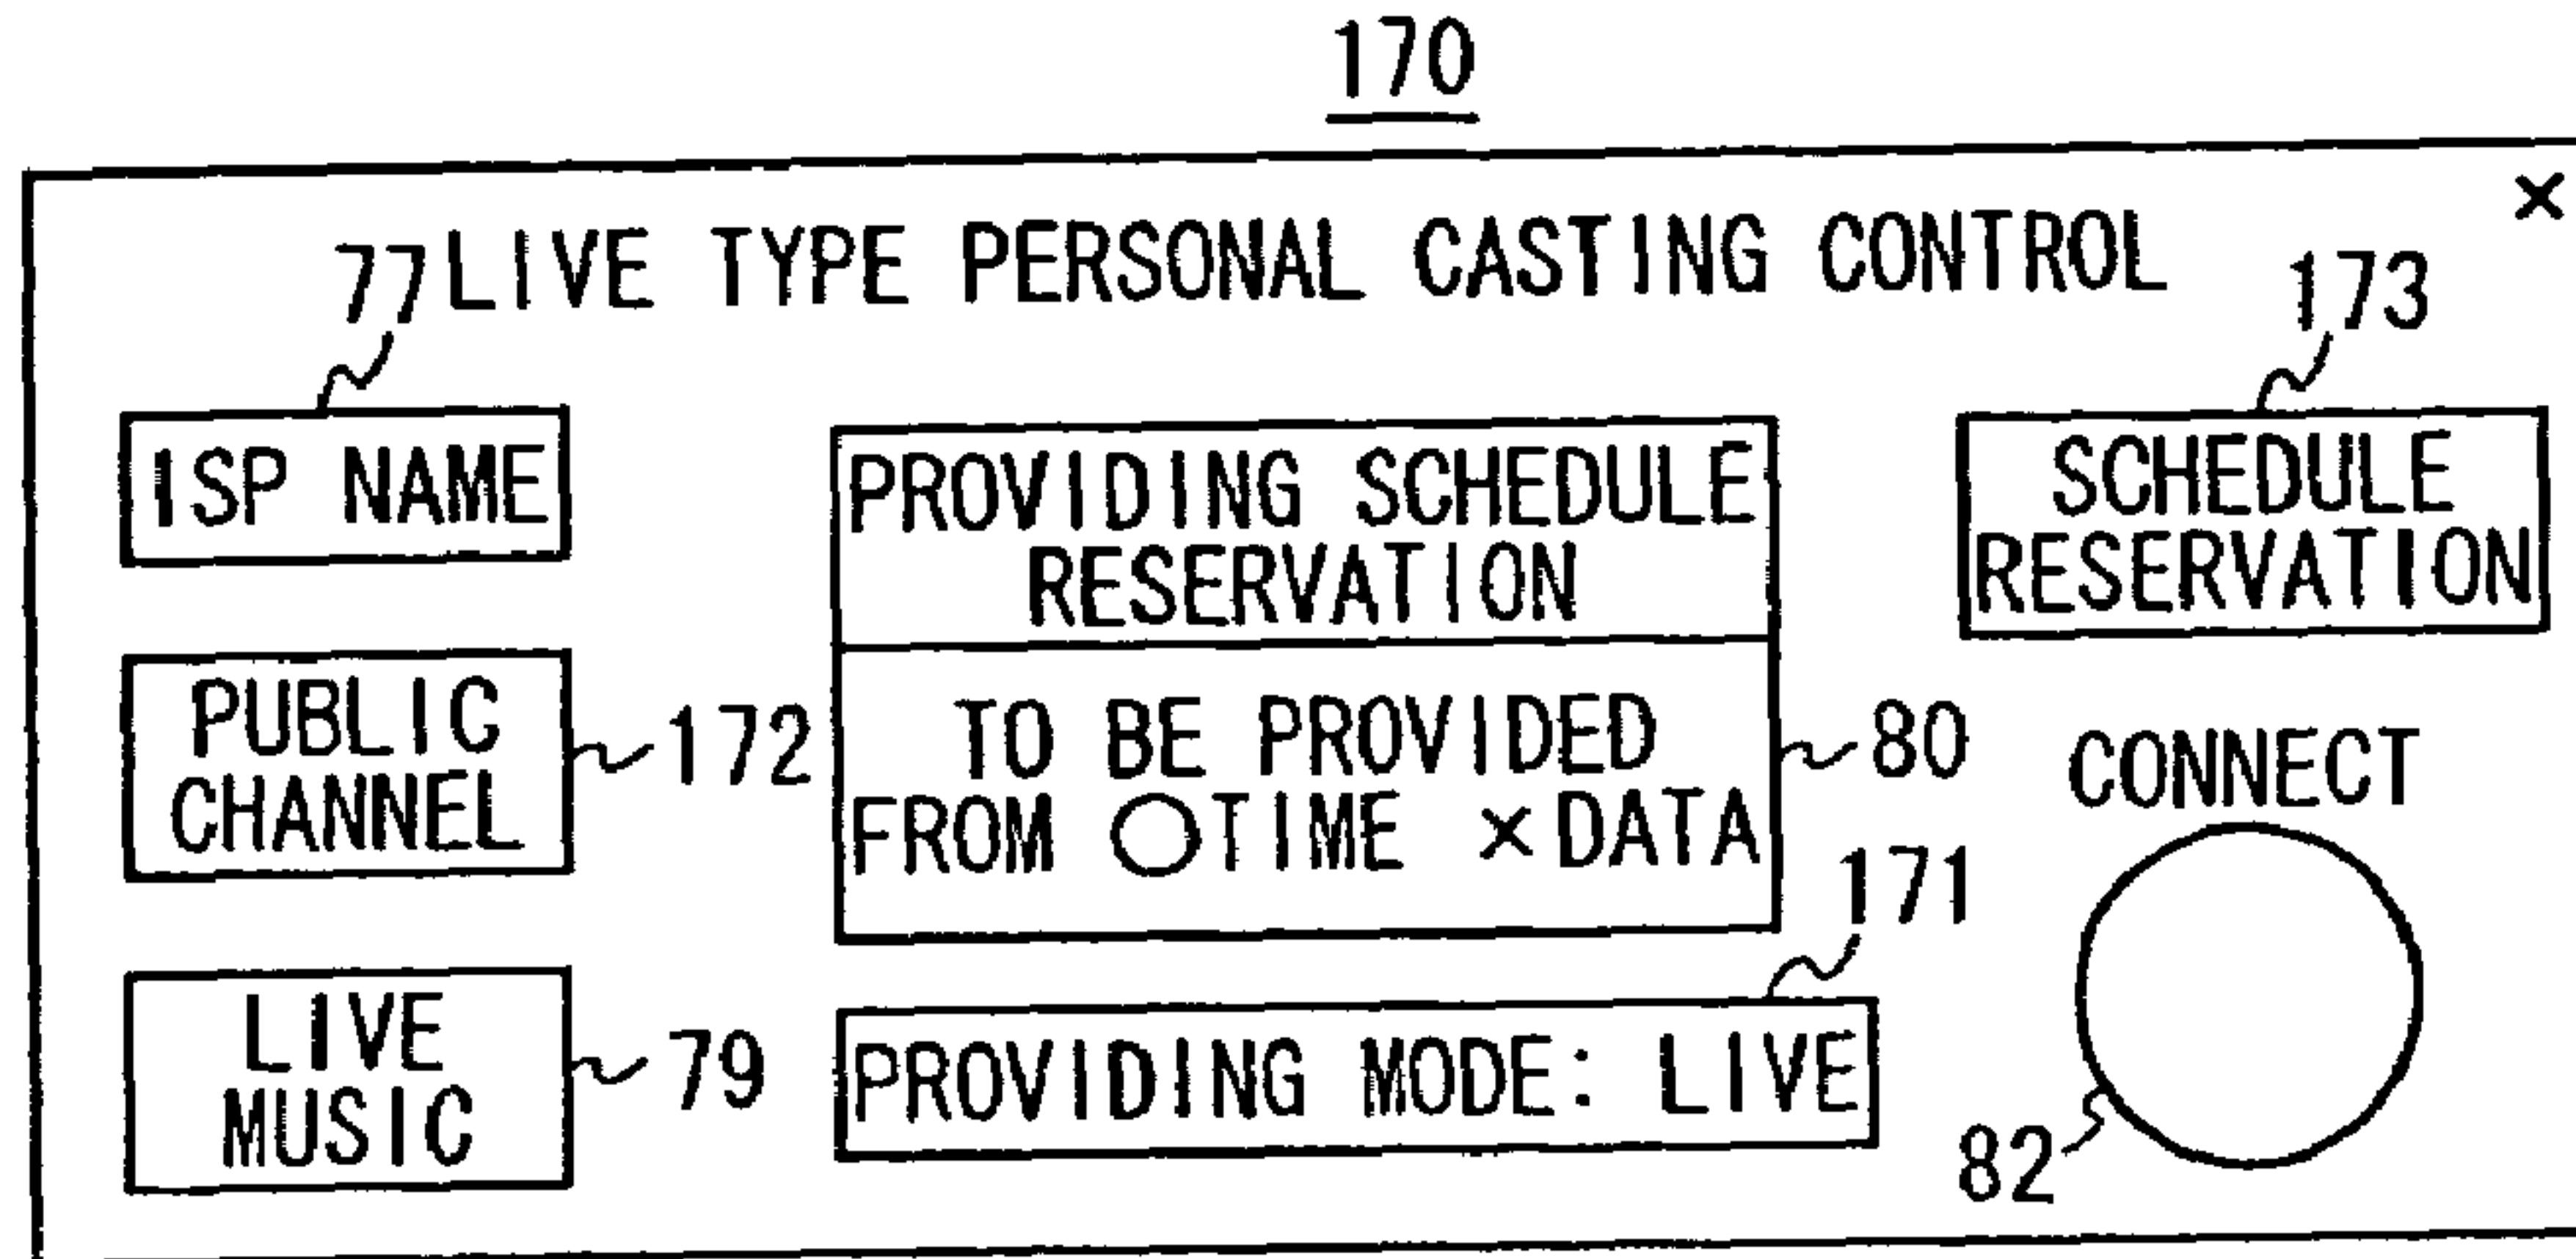 170
×
77 LIVE TYPE PERSONAL CASTING CONTROL
173
ISP NAME
PROVIDING SCHEDULE
RESERVATION
SCHEDULE
RESERVATION
PUBLIC
CHANNEL
172
TO BE PROVIDED
FROM ○TIME ×DATA
80
CONNECT
171
LIVE
MUSIC
79
PROVIDING MODE: LIVE
82